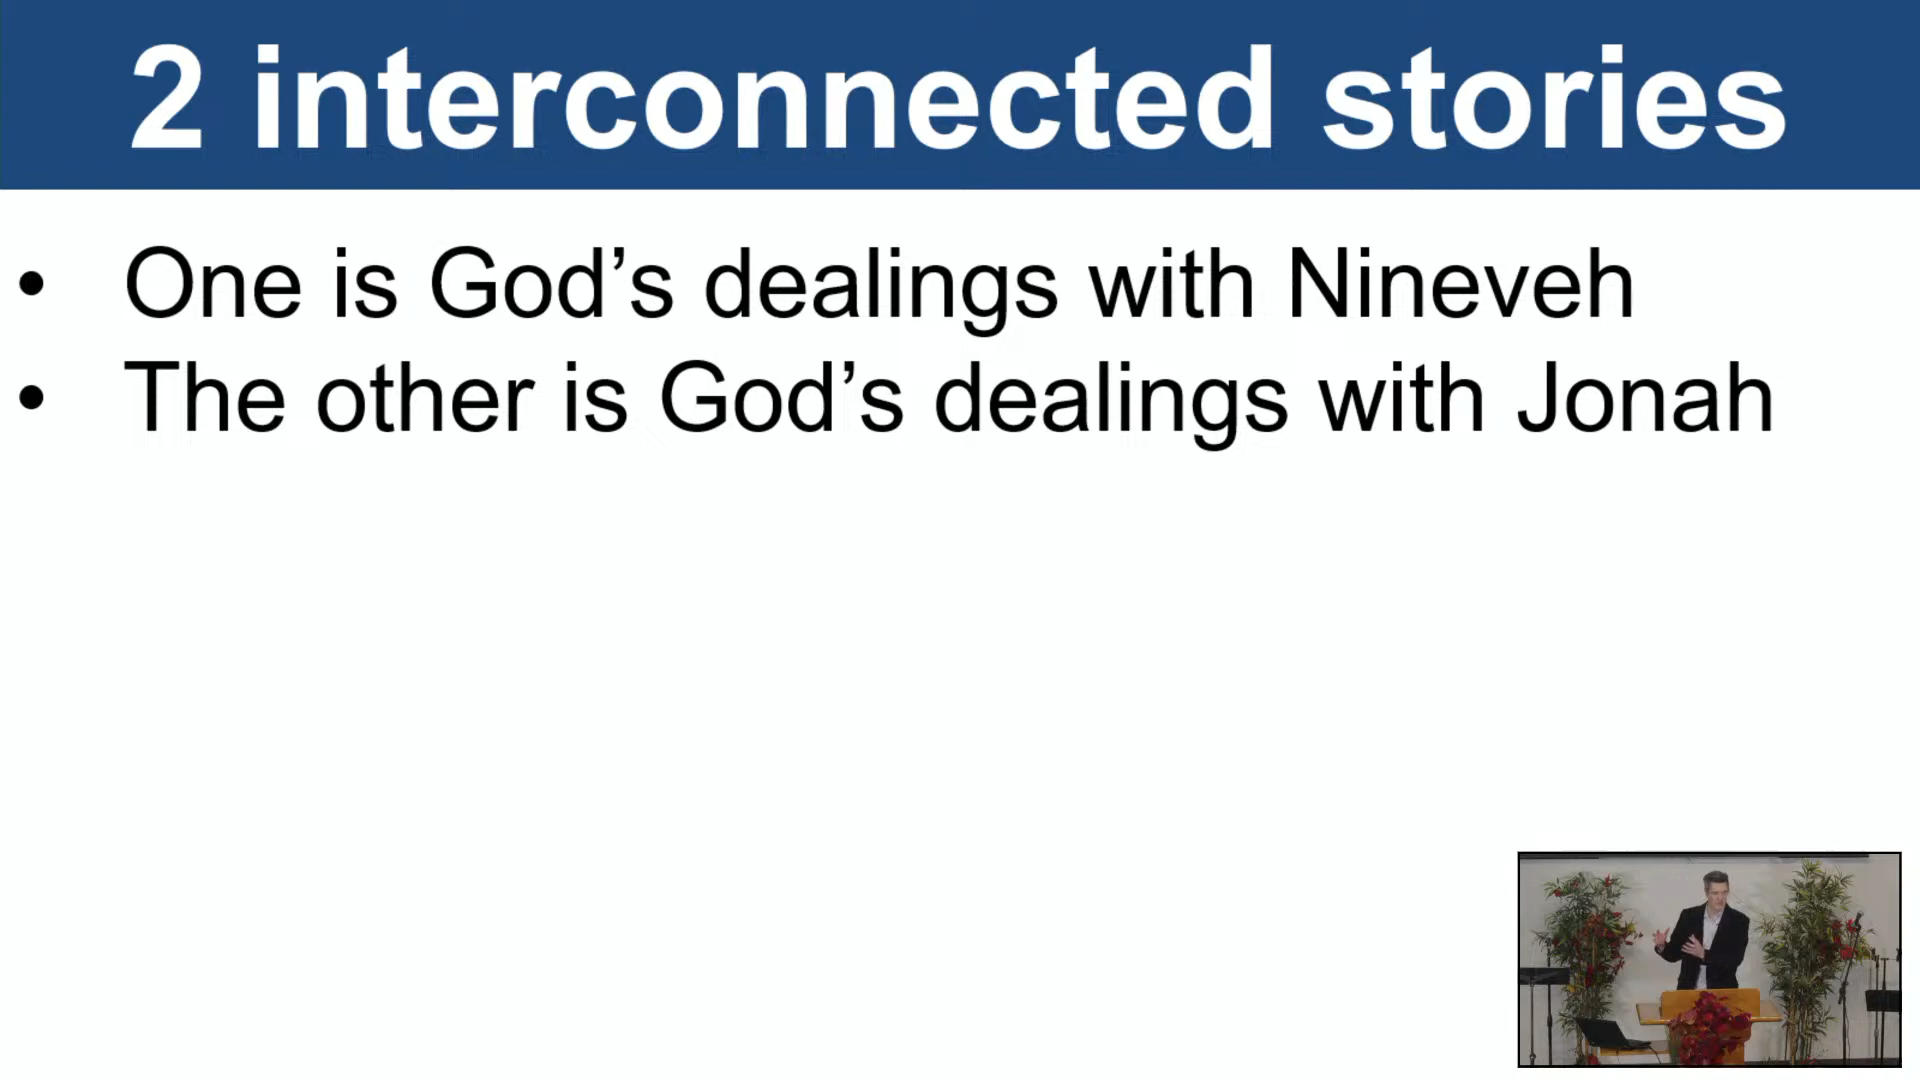 2 interconnected stories
• One is God’s dealings with Nineveh
• The other is God’s dealings with Jonah